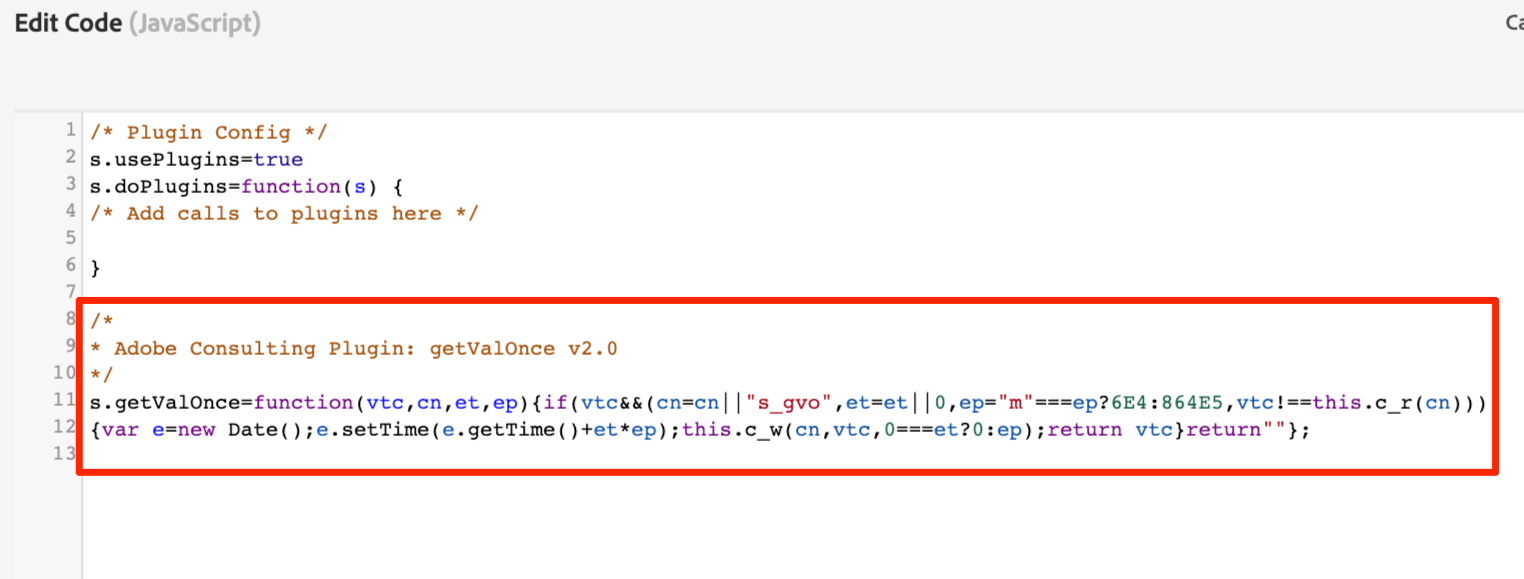 Edit Code (JavaScript)
Ca
1 /* Plugin Config */
2 s.usePlugins=true
3 s.doPlugins=function(s) {
4 /* Add calls to plugins here */
5
6 }
7
8 /*
9 * Adobe Consulting Plugin: getValOnce v2.0
10 */
11 s.getValOnce=function(vtc,cn,et,ep){if(vtc&&(cn=cn||"s_gvo",et=et||0,ep="m"===ep?6E4:864E5,vtc!==this.c_r(cn)))
12 {var e=new Date();e.setTime(e.getTime()+et*ep);this.c_w(cn,vtc,0===et?0:ep);return vtc}return""};
13